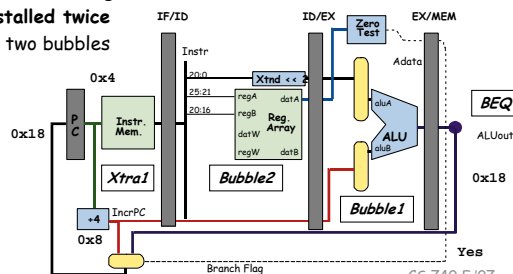 stalled twice
two bubbles
IF/ID
ID/EX
EX/MEM
Zero
Test
Instr
Adata
0x4
20:0
Xtnd << 2
25:21
regA
datA
20:16
regB
aluA
BEQ
P
C
Instr.
Mem.
Reg.
Array
ALU
ALUout
0x18
datW
regW
datB
aluB
0x18
Xtra1
Bubble2
Bubble1
+4
IncrPC
0x8
Yes
Branch Flag